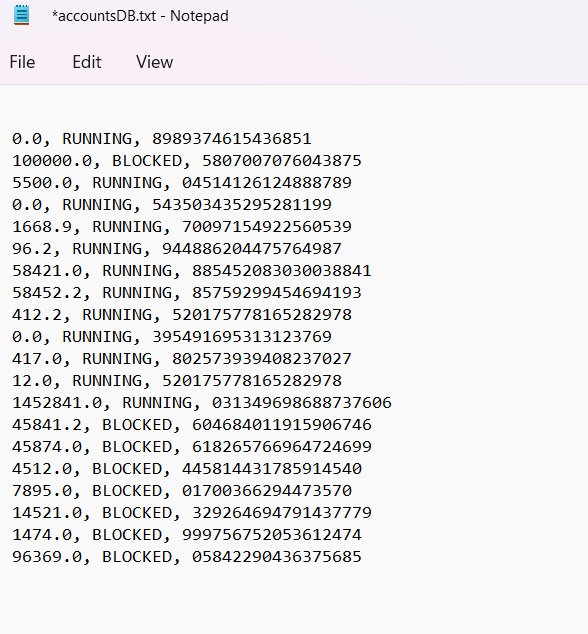 *accountsDB.txt - Notepad
File Edit View
0.0, RUNNING, 8989374615436851
100000.0, BLOCKED, 5807007076043875
5500.0, RUNNING, 04514126124888789
0.0, RUNNING, 543503435295281199
1668.9, RUNNING, 70097154922560539
96.2, RUNNING, 944886204475764987
58421.0, RUNNING, 885452083030038841
58452.2, RUNNING, 85759299454694193
412.2, RUNNING, 520175778165282978
0.0, RUNNING, 395491695313123769
417.0, RUNNING, 802573939408237027
12.0, RUNNING, 520175778165282978
1452841.0, RUNNING, 031349698688737606
45841.2, BLOCKED, 604684011915906746
45874.0, BLOCKED, 618265766964724699
4512.0, BLOCKED, 445814431785914540
7895.0, BLOCKED, 01700366294473570
14521.0, BLOCKED, 329264694791437779
1474.0, BLOCKED, 999756752053612474
96369.0, BLOCKED, 05842290436375685